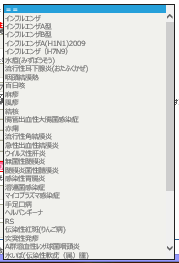 インフルエンザ
インフルエンザA型
インフルエンザB型
インフルエンザA(H1N1)2009
インフルエンザ（H7N9）
水痘(みずぼうそう)
流行性耳下腺炎(おたふくかぜ)
咽頭結膜熱
百日咳
麻疹
風疹
結核
腸管出血性大腸菌感染症
赤痢
流行性角結膜炎
急性出血性結膜炎
ウイルス性肝炎
無菌性髄膜炎
髄膜炎菌性髄膜炎
感染性胃腸炎
溶連菌感染症
マイコプラズマ感染症
手足口病
ヘルパンギーナ
RS
伝染性紅斑(りんご病)
突発性発疹
A群溶血性レンサ球菌咽頭炎
水いぼ(伝染性軟疣（属）腫)